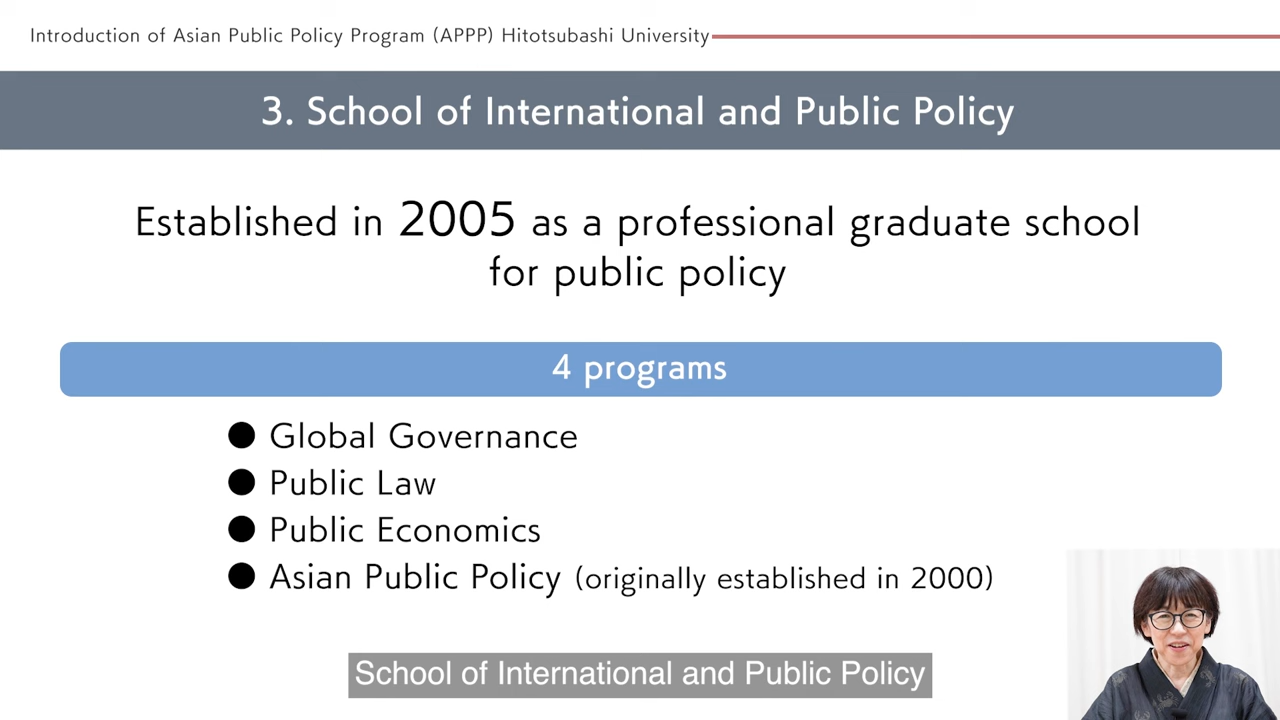 Introduction of Asian Public Policy Program (APPP) Hitotsubashi University
3. School of International and Public Policy
Established in 2005 as a professional graduate school
for public policy
4 programs
● Global Governance
● Public Law
● Public Economics
● Asian Public Policy (originally established in 2000)
School of International and Public Policy